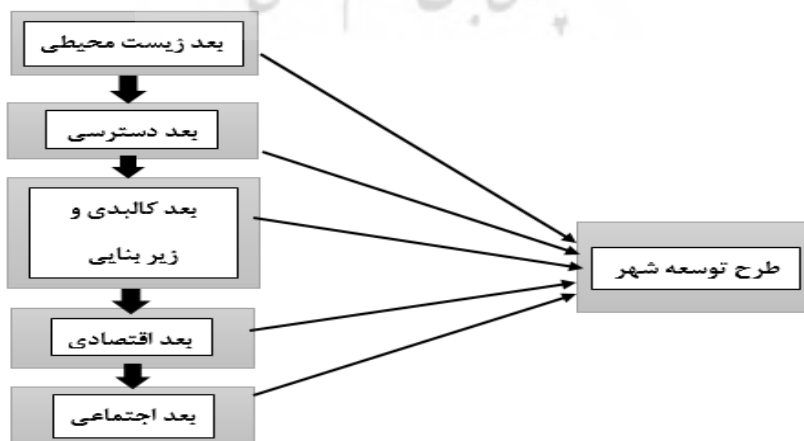 بعد زیست محیطی
بعد دسترسی
بعد کالبدی و
زیر بنایی
بعد اقتصادی
بعد اجتماعی
طرح توسعه شهر